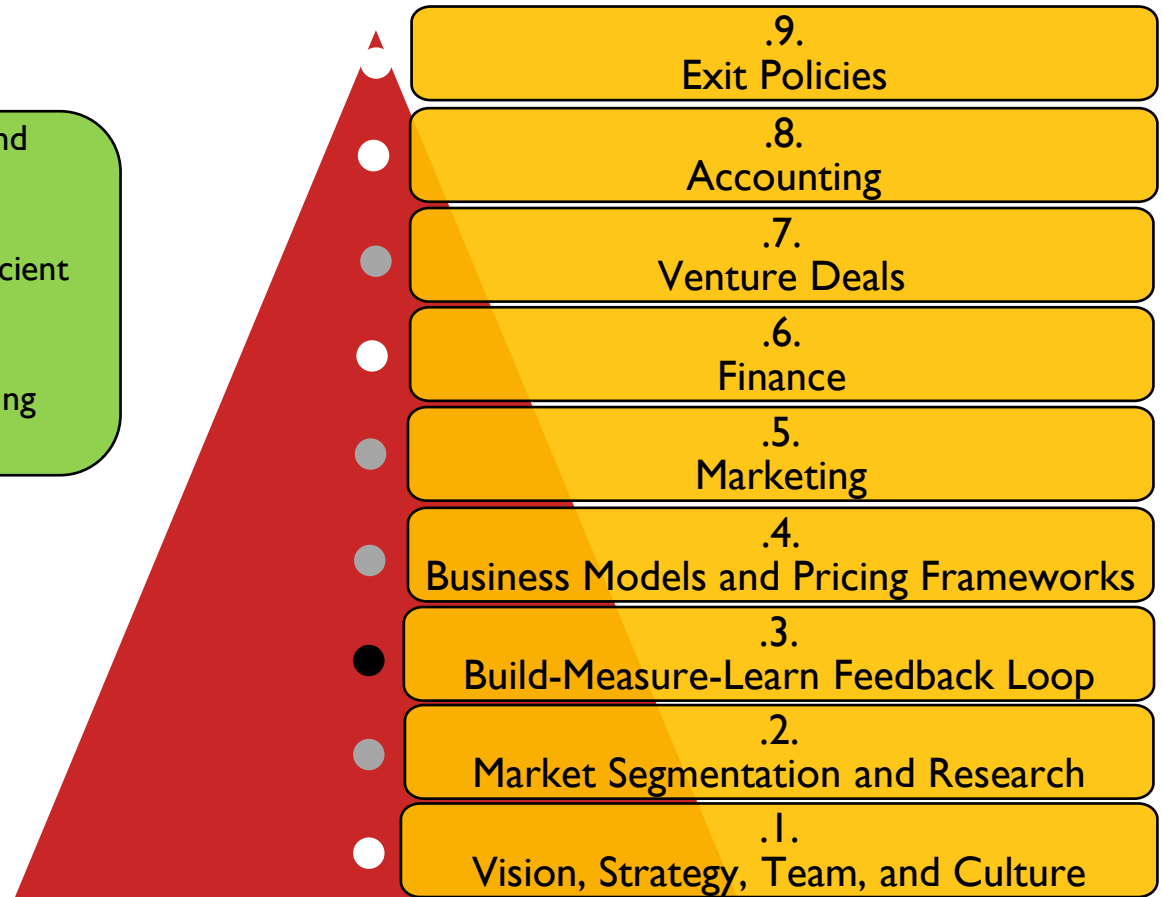 .9.
Exit Policies
.8.
Accounting
.7.
Venture Deals
.6.
Finance
.5.
Marketing
.4.
Business Models and Pricing Frameworks
.3.
Build-Measure-Learn Feedback Loop
.2.
Market Segmentation and Research
.1.
Vision, Strategy, Team, and Culture